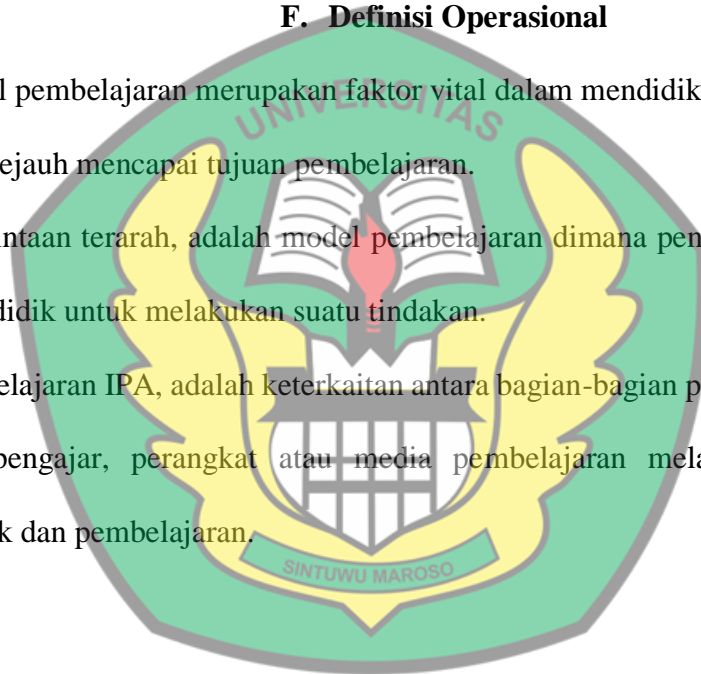 F. Definisi Operasional
l pembelajaran merupakan faktor vital dalam mendidik
ejauh mencapai tujuan pembelajaran.
UNIVERSITAS
ntaan terarah, adalah model pembelajaran dimana pen
didik untuk melakukan suatu tindakan.
elajaran IPA, adalah keterkaitan antara bagian-bagian p
pengajar, perangkat atau media pembelajaran mela
k dan pembelajaran.
SINTUWU MAROSO